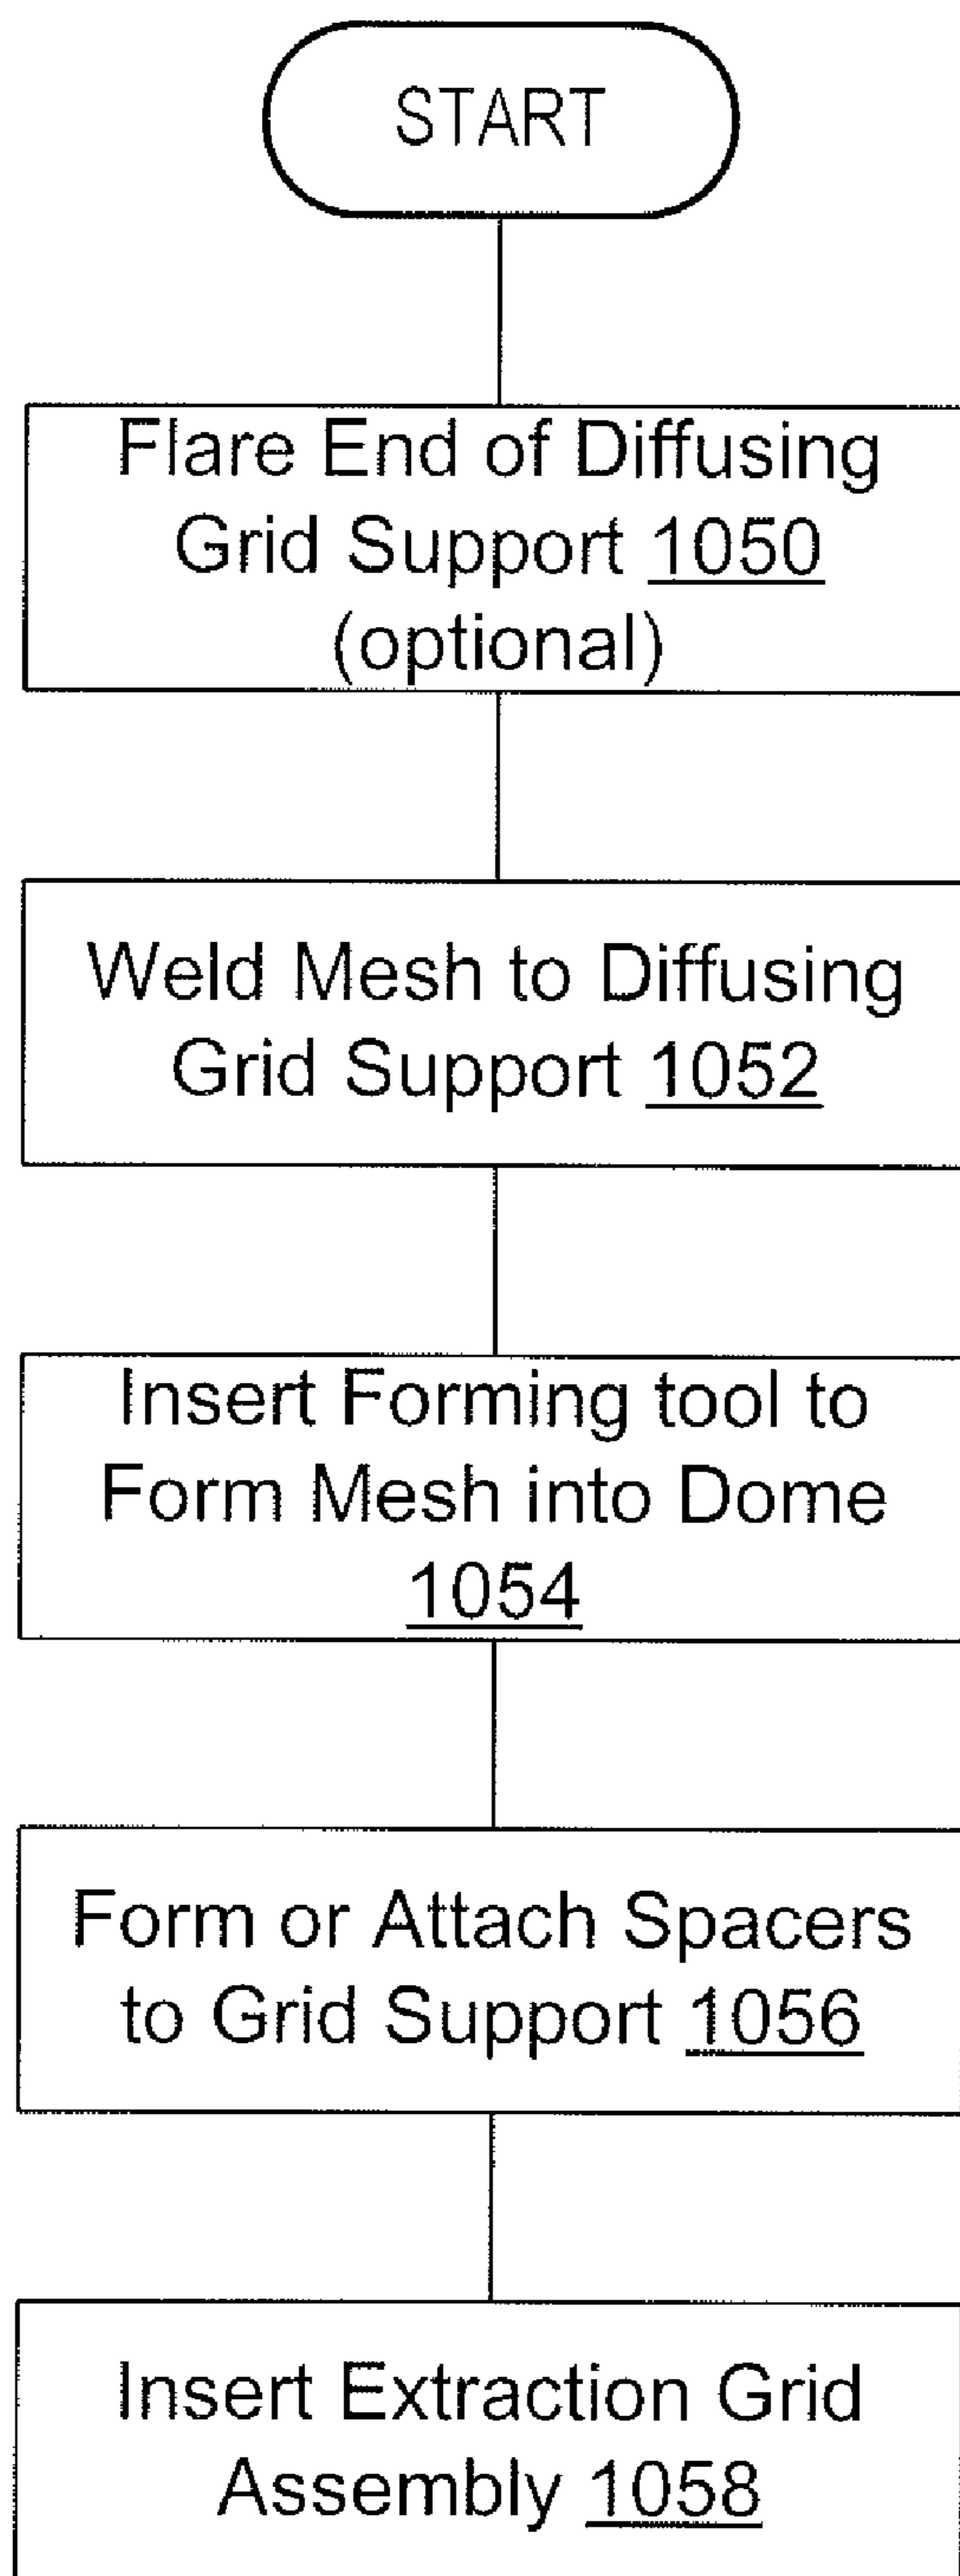 START
Flare End of Diffusing
Grid Support 1050
(optional)
Weld Mesh to Diffusing
Grid Support 1052
Insert Forming tool to
Form Mesh into Dome
1054
Form or Attach Spacers
to Grid Support 1056
Insert Extraction Grid
Assembly 1058